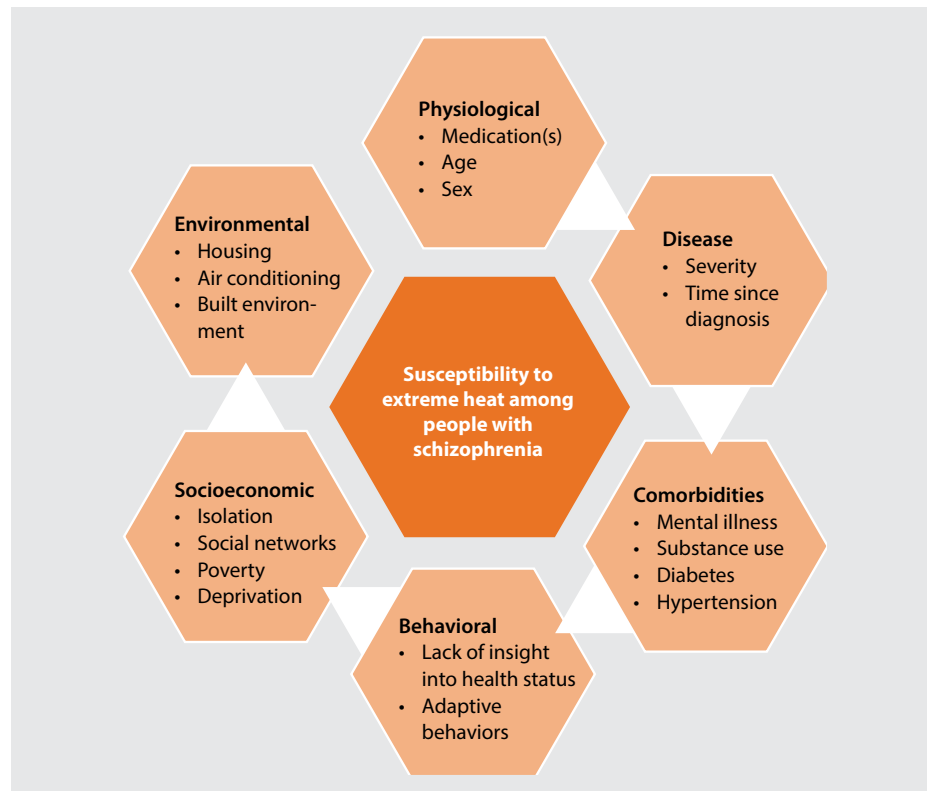 Physiological
• Medication(s)
• Age
• Sex
Disease
• Severity
• Time since
diagnosis
Comorbidities
• Mental illness
• Substance use
• Diabetes
• Hypertension
Behavioral
• Lack of insight
into health status
• Adaptive
behaviors
Socioeconomic
• Isolation
• Social networks
• Poverty
• Deprivation
Environmental
• Housing
• Air conditioning
• Built environ-
ment
Susceptibility to
extreme heat among
people with
schizophrenia